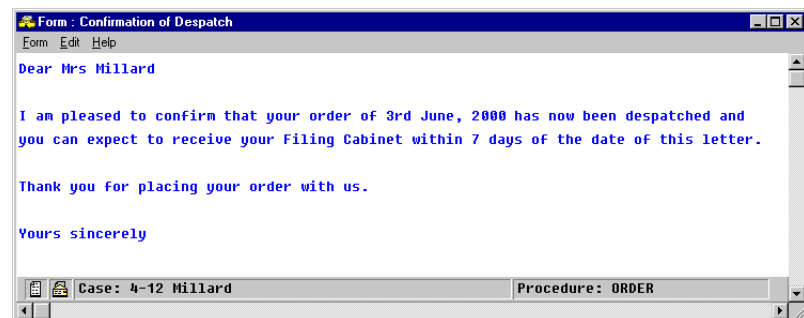 Form : Confirmation of Despatch
Form Edit Help
Dear Mrs Millard
I am pleased to confirm that your order of 3rd June, 2000 has now been despatched and
you can expect to receive your Filing Cabinet within 7 days of the date of this letter.
Thank you for placing your order with us.
Yours sincerely
Case: 4-12 Millard Procedure: ORDER